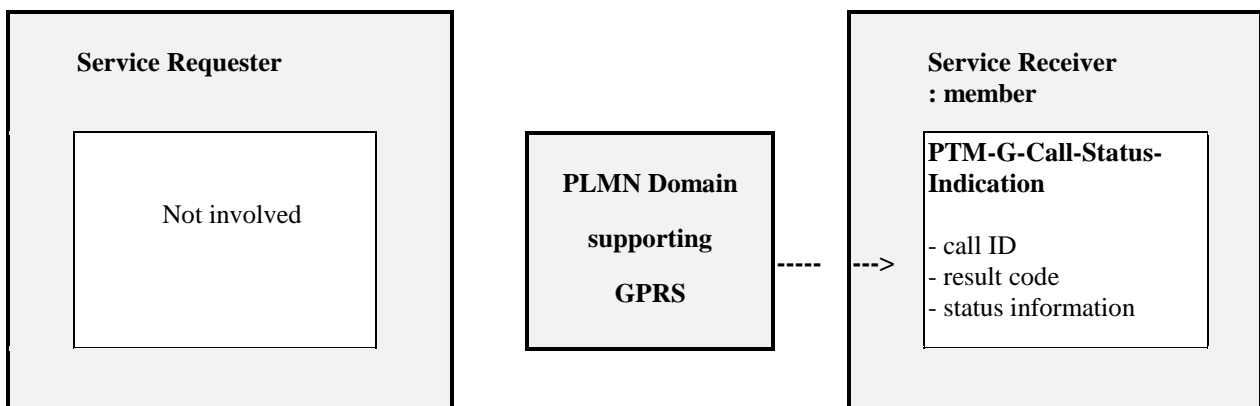 Service Requester
Not involved
PLMN Domain
supporting
GPRS
----- --->
Service Receiver
: member
PTM-G-Call-Status-
Indication
- call ID
- result code
- status information